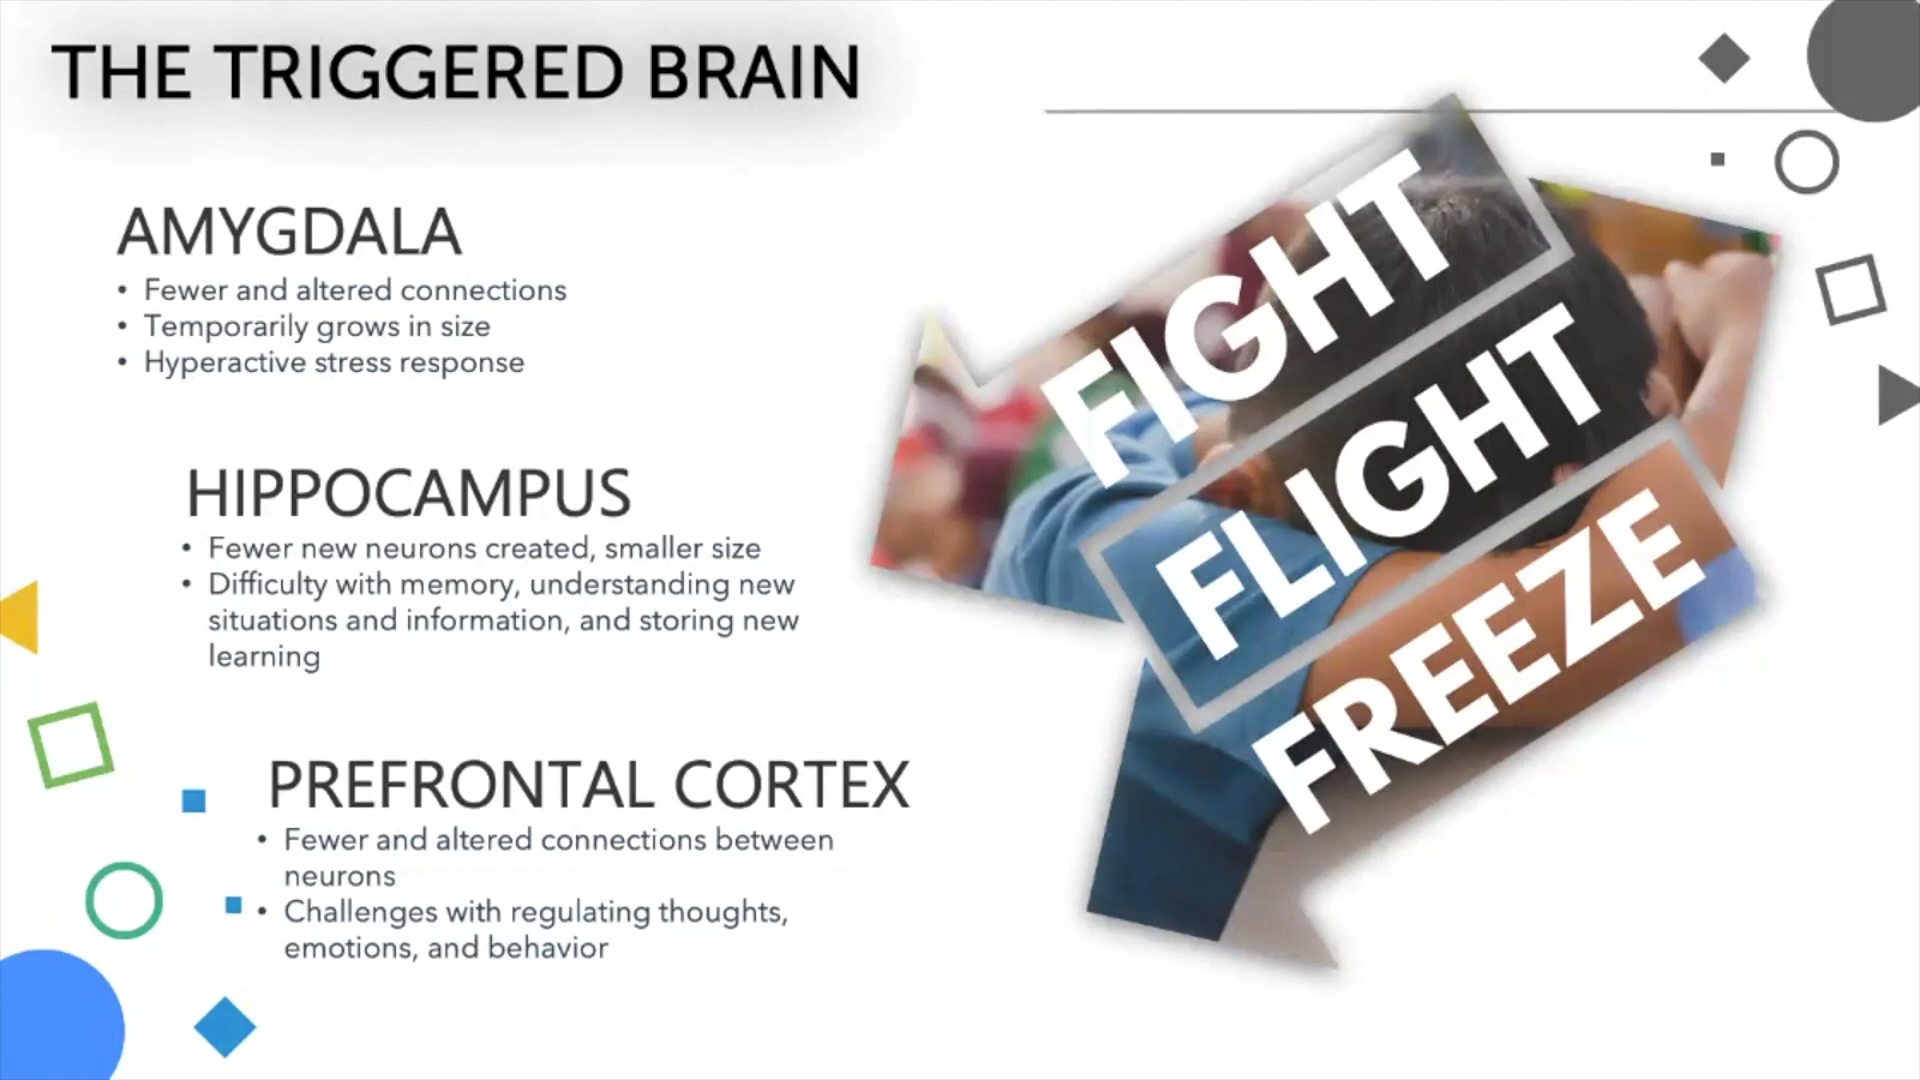 THE TRIGGERED BRAIN
AMYGDALA
• Fewer and altered connections
• Temporarily grows in size
• Hyperactive stress response
HIPPOCAMPUS
• Fewer new neurons created, smaller size
• Difficulty with memory, understanding new
situations and information, and storing new
learning
PREFRONTAL CORTEX
• Fewer and altered connections between
neurons
• Challenges with regulating thoughts,
emotions, and behavior
FIGHT
FLIGHT
FREEZE